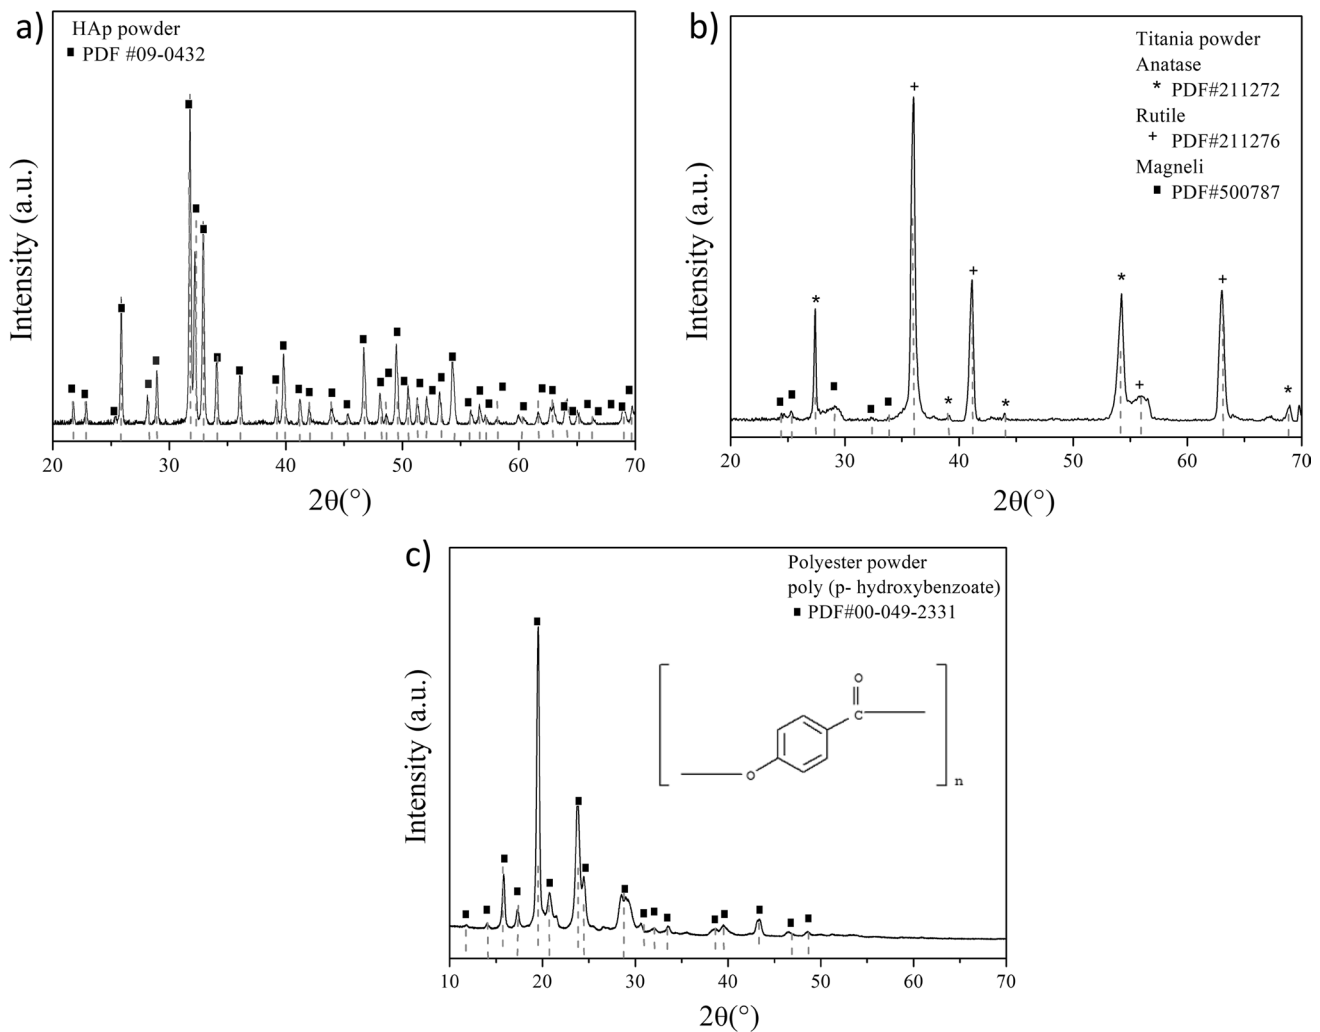 a)
HAp powder
■ PDF #09-0432
Intensity (a.u.)
20 30 40 50 60 70
2θ(°)
b)
Titania powder
Anatase
* PDF#211272
Rutile
+ PDF#211276
Magneli
■ PDF#500787
Intensity (a.u.)
20 30 40 50 60 70
2θ(°)
c)
Polyester powder
poly (p- hydroxybenzoate)
■ PDF#00-049-2331
O
C
O
n
Intensity (a.u.)
10 20 30 40 50 60 70
2θ(°)